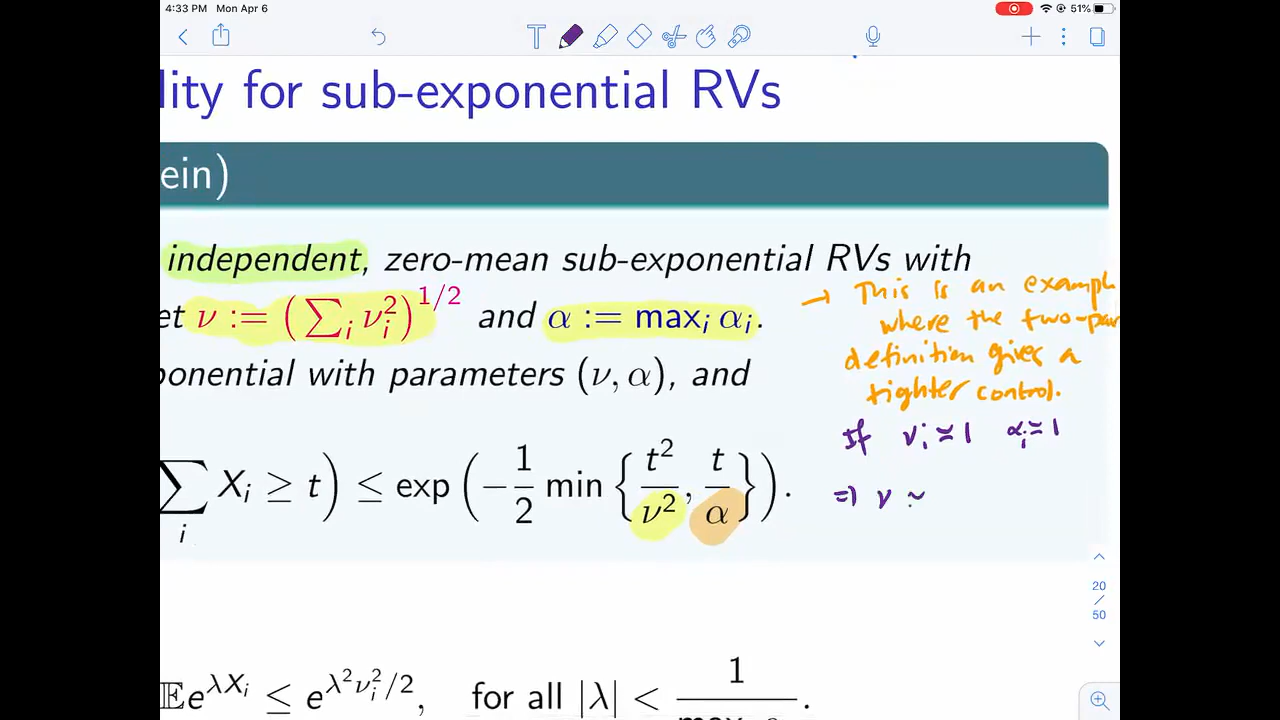 4:33 PM Mon Apr 6
51%
T
lity for sub-exponential RVs
ein)
independent, zero-mean sub-exponential RVs with
et ν := (∑ᵢ νᵢ²)^1/2 and α := maxᵢ αᵢ.
ponential with parameters (ν, α), and
∑ᵢ Xᵢ ≥ t) ≤ exp(−1/2 min{t²/ν², t/α}).
→ This is an exampl
where the two-par
definition gives a
tighter control.
If νᵢ ≍ 1 αᵢ ≍ 1
⇒ ν ~
20
/
50
𝔼e^λXᵢ ≤ e^λ²νᵢ²/2, for all |λ| < 1